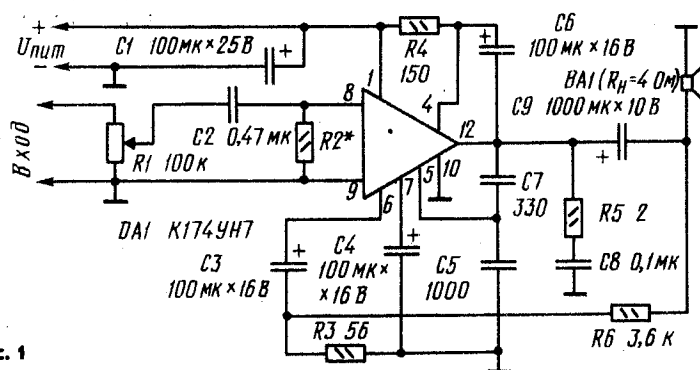 +
Uпит
−
C1 100мк×25В
+
R4
150
+
C6
100мк×16В
BA1 (RН=4 Ом)
C9
1000мк×10В
+
Вход
R1 100к
C2 0,47мк
R2*
1
8
4
12
9
6
7
5
10
DA1 К174УН7
C7
330
R5 2
C8 0,1мк
C3
100мк×16В
+
C4
100мк×
×16В
+
C5
1000
R3 56
R6 3,6к
с. 1